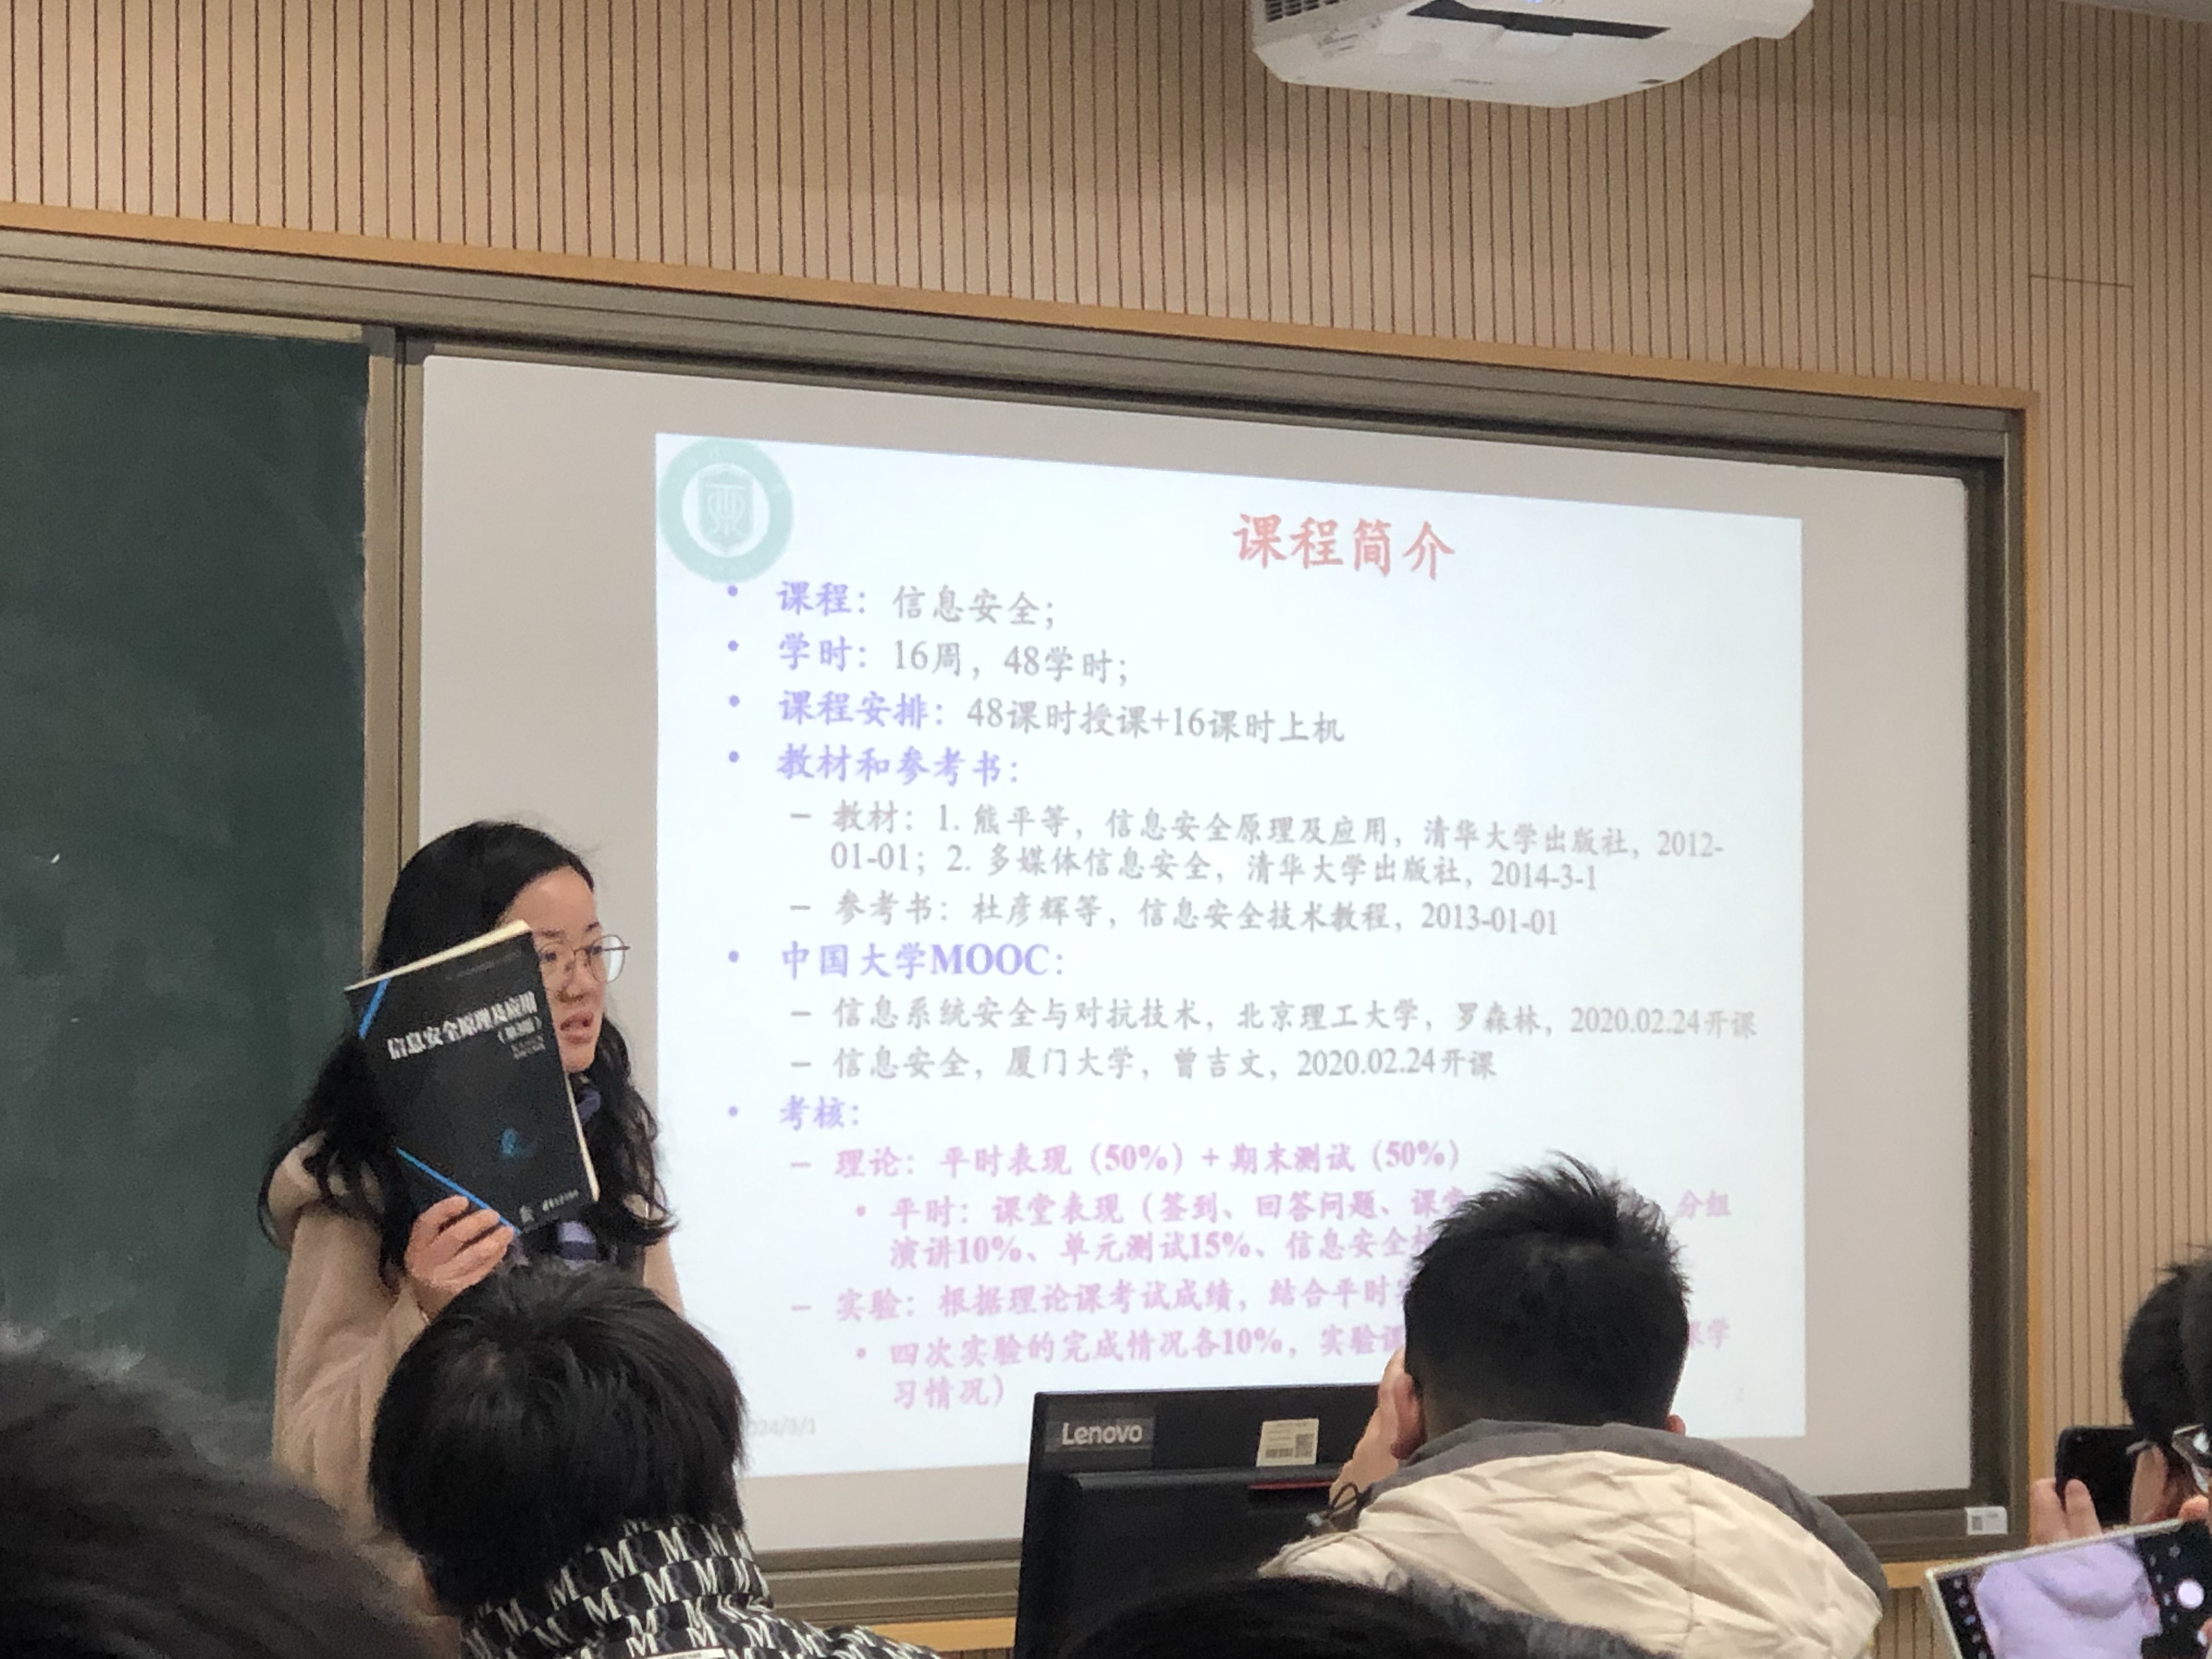 课程简介
• 课程：信息安全；
• 学时：16周，48学时；
• 课程安排：48课时授课+16课时上机
• 教材和参考书：
– 教材：1. 熊平等，信息安全原理及应用，清华大学出版社，2012-
01-01；2. 多媒体信息安全，清华大学出版社，2014-3-1
– 参考书：杜彦辉等，信息安全技术教程，2013-01-01
• 中国大学MOOC：
– 信息系统安全与对抗技术，北京理工大学，罗森林，2020.02.24开课
– 信息安全，厦门大学，曾吉文，2020.02.24开课
• 考核：
– 理论：平时表现（50%）+ 期末测试（50%）
• 平时：课堂表现（签到、回答问题、课 分组
演讲10%、单元测试15%、信息安全
– 实验：根据理论课考试成绩，结合平时
• 四次实验的完成情况各10%，实验 学
习情况）
24/3/1
信息安全原理及应用
（第3版）
Lenovo
M M M M
M M M M
M M M M